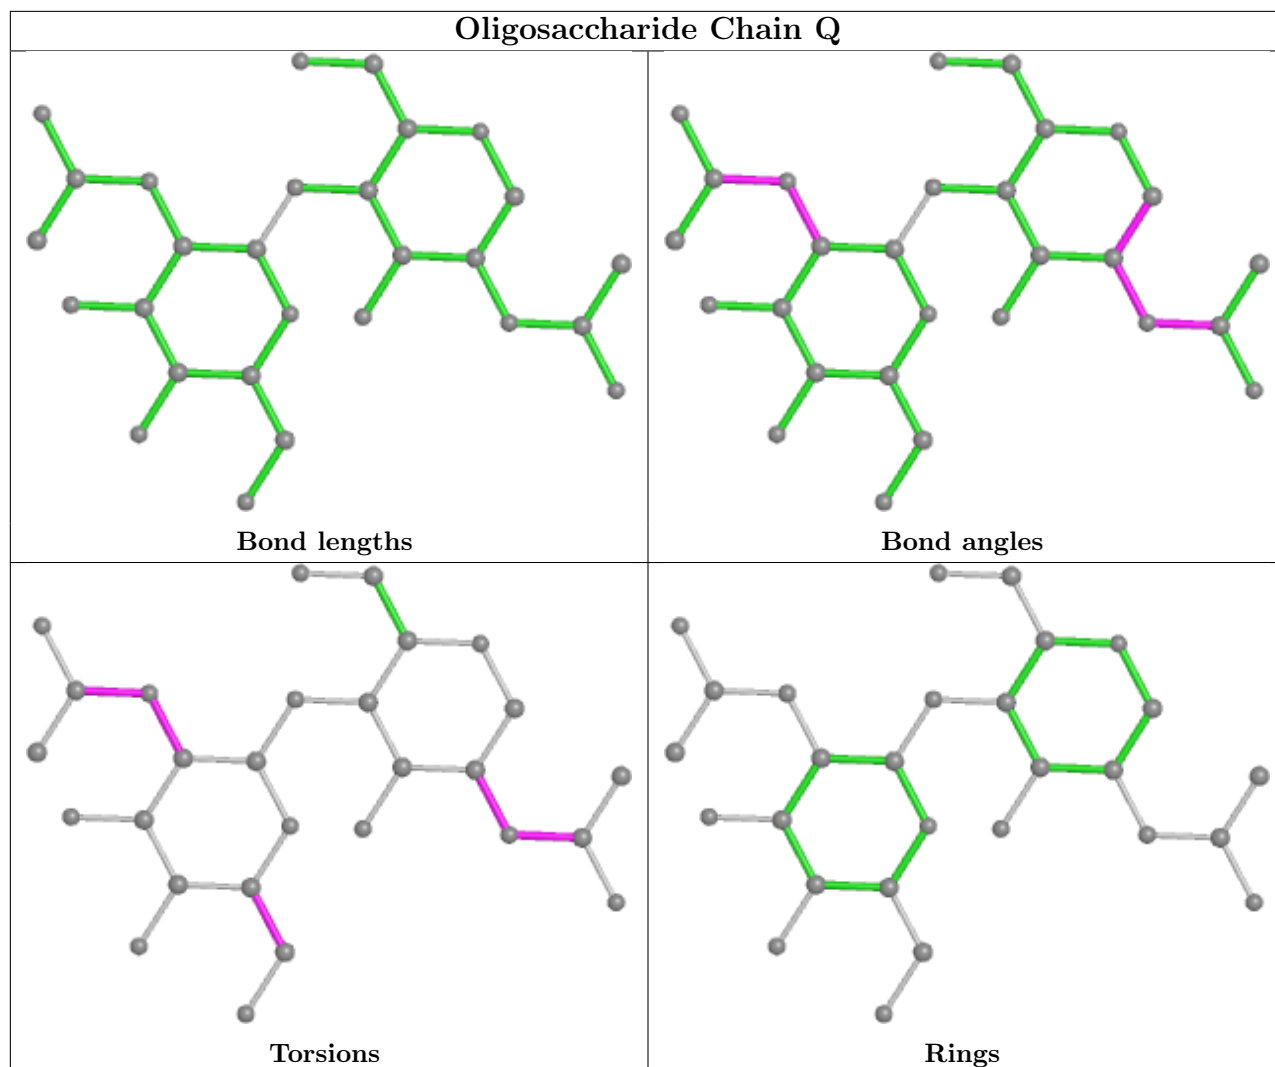 Oligosaccharide Chain Q
Bond lengths
Bond angles
Torsions
Rings